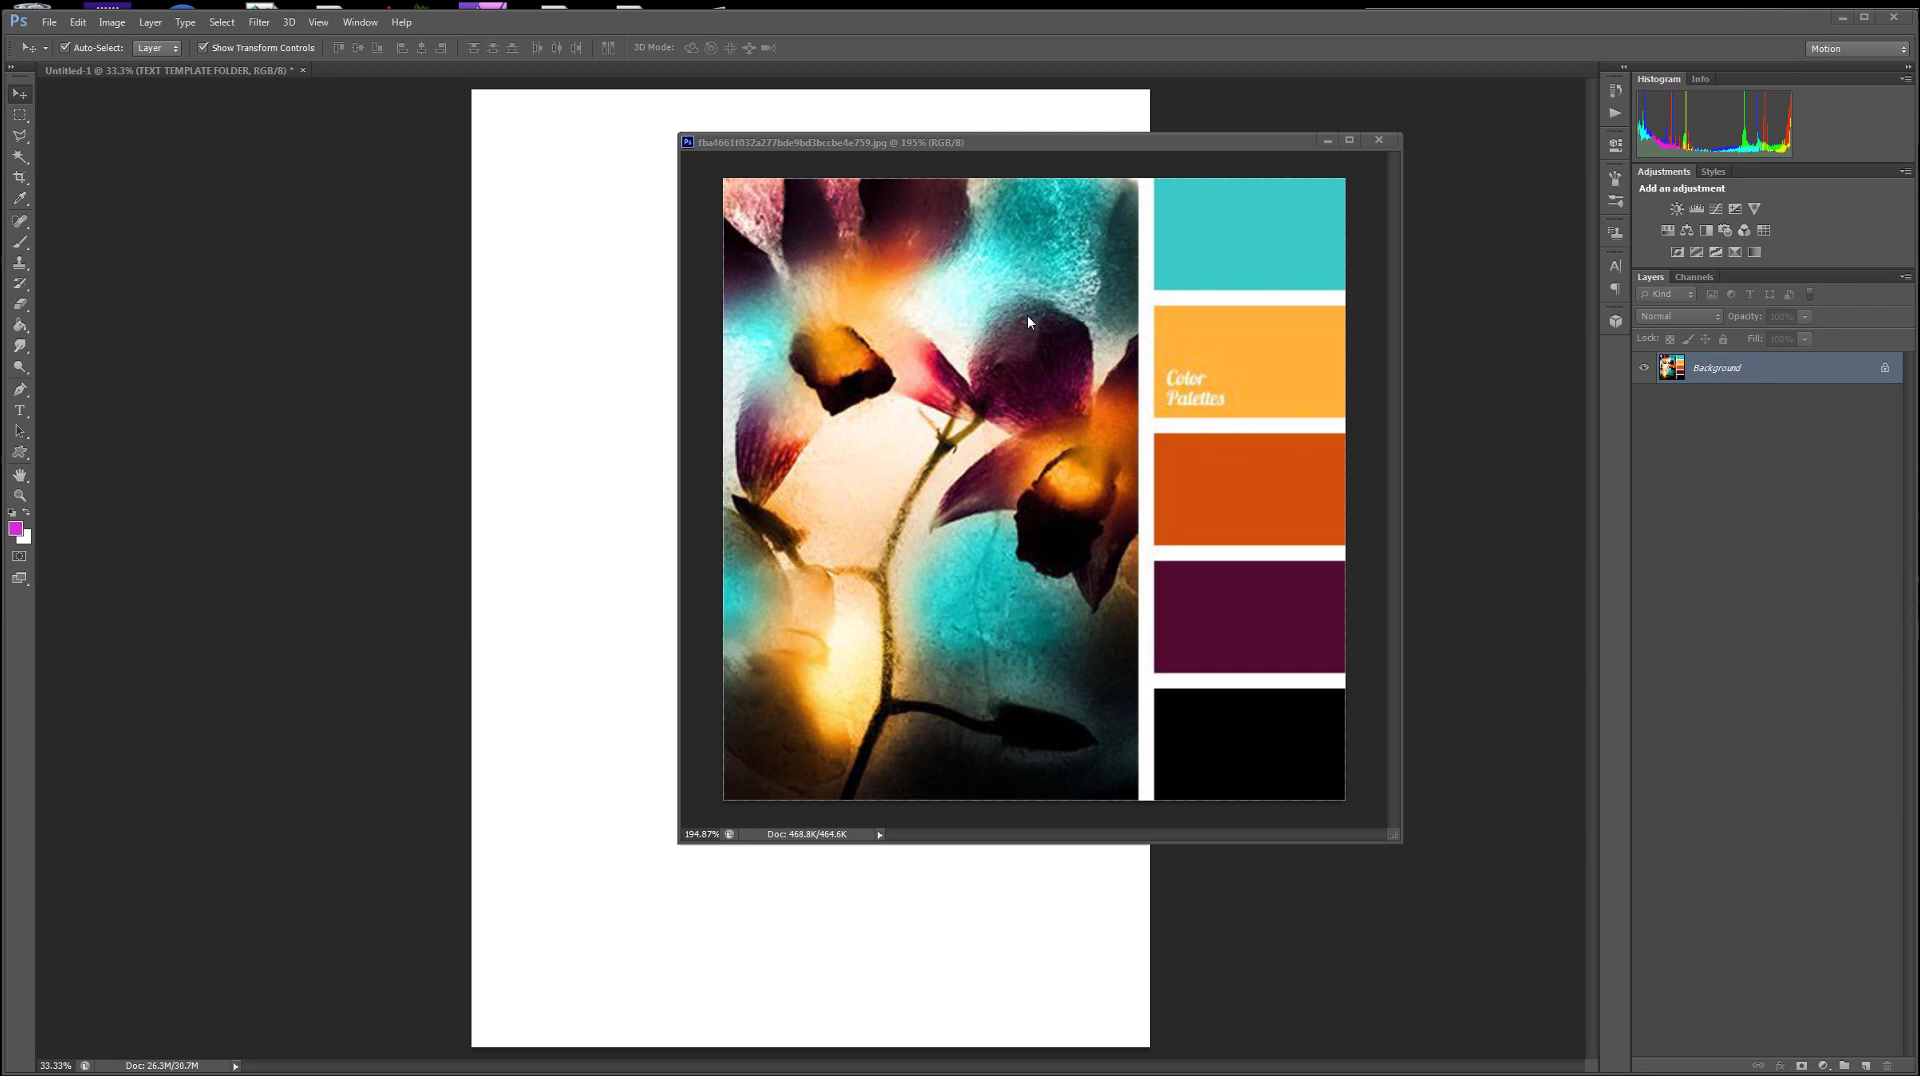 Ps File Edit Image Layer Type Select Filter 3D View Window Help
Auto-Select: Layer Show Transform Controls 3D Mode: Motion
Untitled-1 @ 33.3% (TEXT TEMPLATE FOLDER, RGB/8) * ×
fba4661f032a277bde9bd3bccbe4e759.jpg @ 195% (RGB/8)
Color
Palettes
194.87% Doc: 468.8K/464.6K
33.33% Doc: 26.3M/30.7M
Histogram Info
Adjustments Styles
Add an adjustment
Layers Channels
Kind
Normal Opacity: 100%
Lock: Fill: 100%
Background